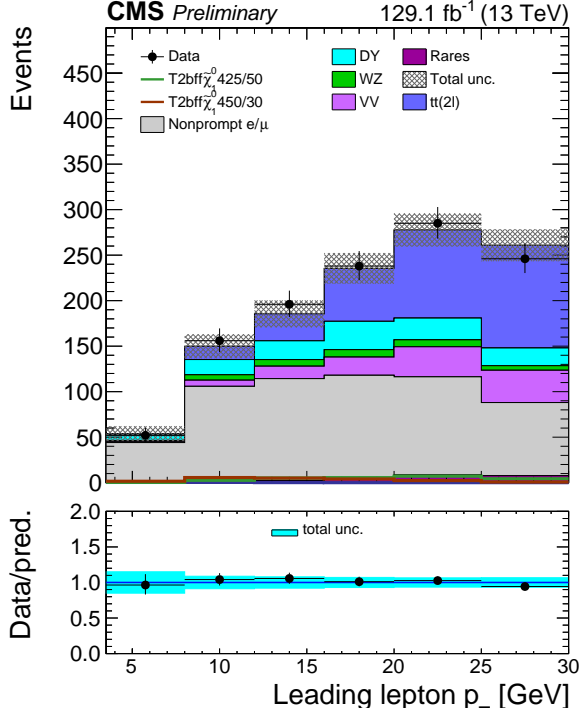 CMS Preliminary 129.1 fb⁻¹ (13 TeV)
Events
Data
T2bffχ̃⁰₁ 425/50
T2bffχ̃⁰₁ 450/30
Nonprompt e/μ
DY
WZ
VV
Rares
Total unc.
tt(2l)
450
400
350
300
250
200
150
100
50
0
Data/pred.
total unc.
2.0
1.5
1.0
0.5
0.0
5 10 15 20 25 30
Leading lepton p_ [GeV]